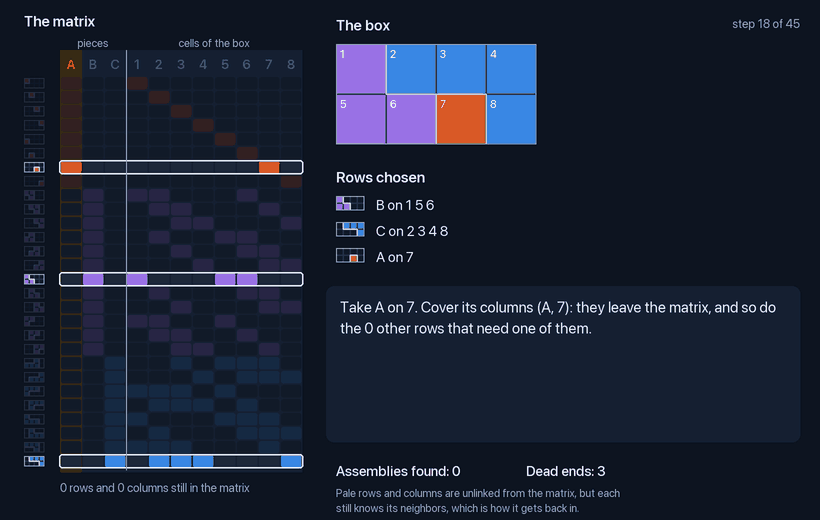 The matrix
pieces
cells of the box
A B C 1 2 3 4 5 6 7 8
0 rows and 0 columns still in the matrix
The box
step 18 of 45
1 2 3 4
5 6 7 8
Rows chosen
B on 1 5 6
C on 2 3 4 8
A on 7
Take A on 7. Cover its columns (A, 7): they leave the matrix, and so do
the 0 other rows that need one of them.
Assemblies found: 0
Dead ends: 3
Pale rows and columns are unlinked from the matrix, but each
still knows its neighbors, which is how it gets back in.